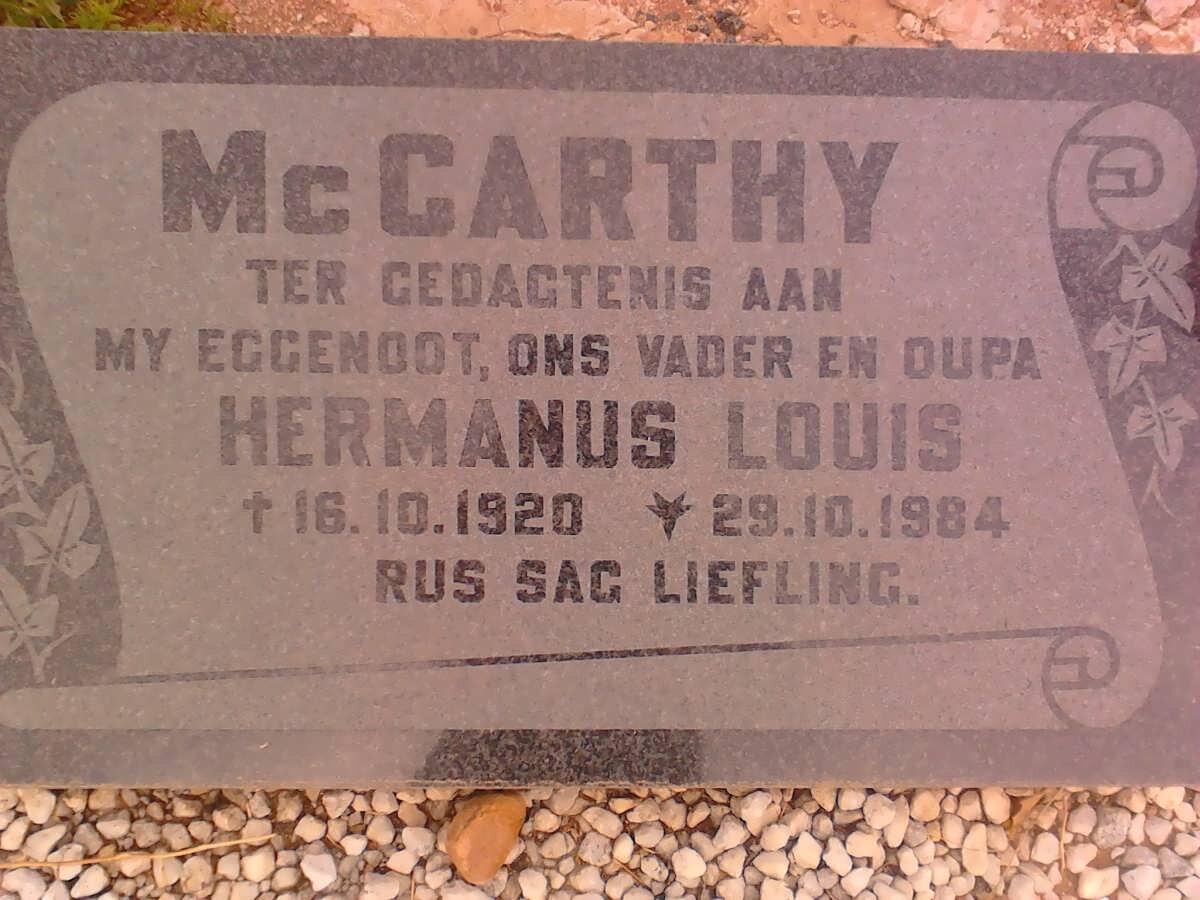 McCARTHY
TER GEDAGTENIS AAN
MY EGGENOOT, ONS VADER EN OUPA
HERMANUS LOUIS
† 16.10.1920 ★ 29.10.1984
RUS SAG LIEFLING.